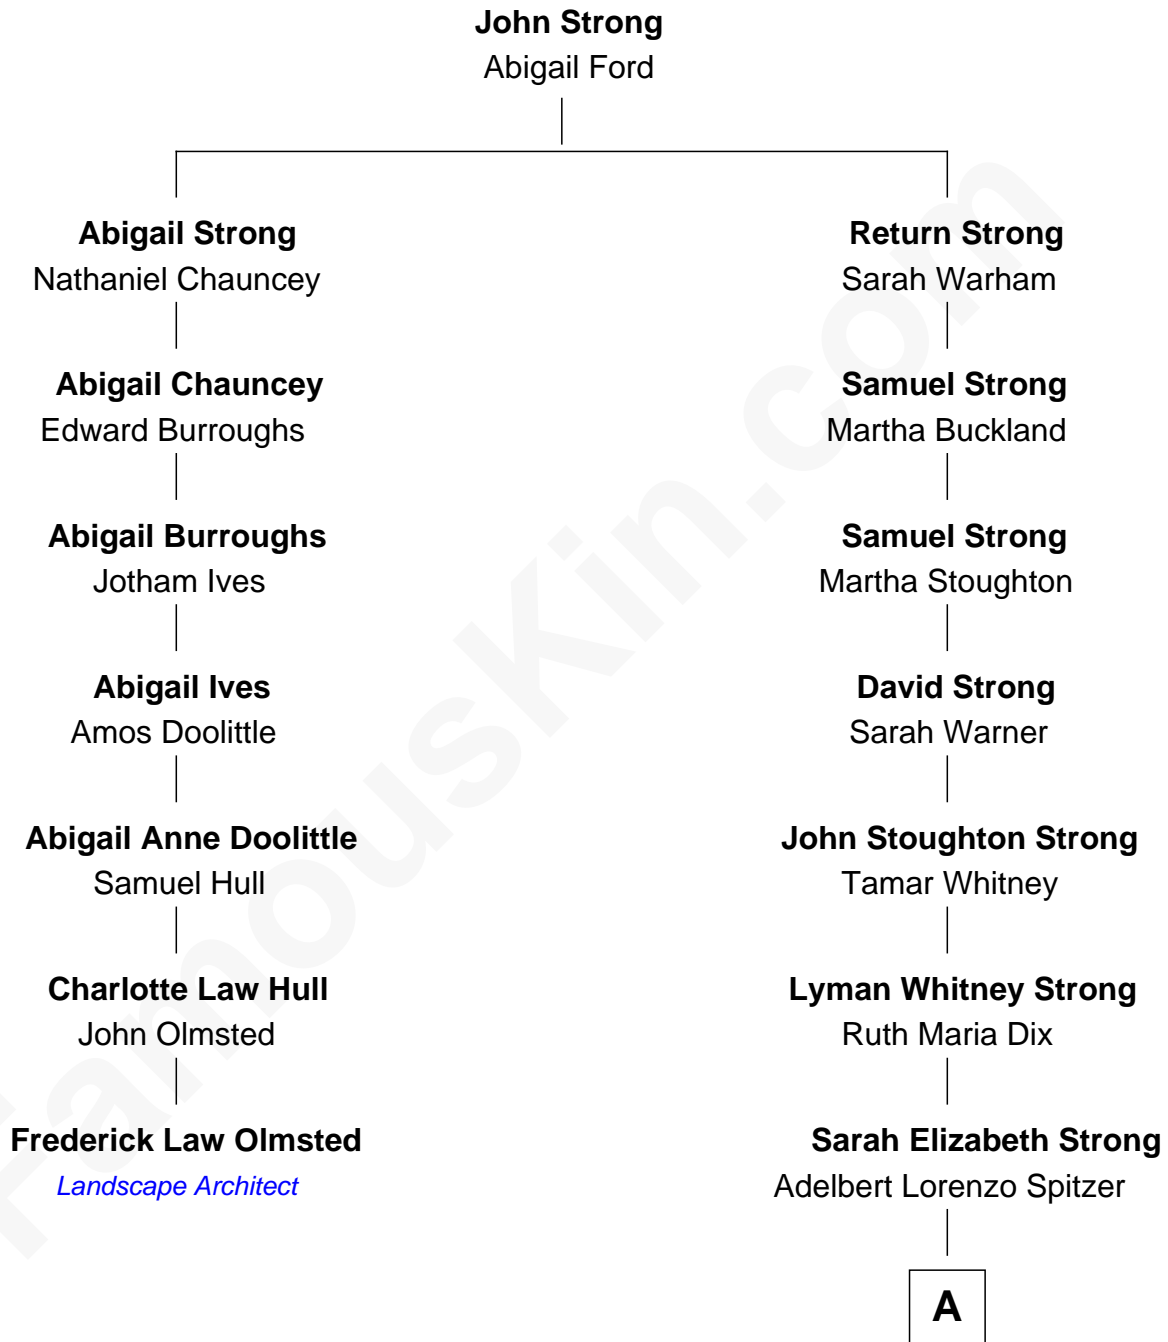 John Strong
Abigail Ford
Abigail Strong
Nathaniel Chauncey
Return Strong
Sarah Warham
Abigail Chauncey
Edward Burroughs
Samuel Strong
Martha Buckland
Abigail Burroughs
Jotham Ives
Samuel Strong
Martha Stoughton
Abigail Ives
Amos Doolittle
David Strong
Sarah Warner
Abigail Anne Doolittle
Samuel Hull
John Stoughton Strong
Tamar Whitney
Charlotte Law Hull
John Olmsted
Lyman Whitney Strong
Ruth Maria Dix
Frederick Law Olmsted
Landscape Architect
Sarah Elizabeth Strong
Adelbert Lorenzo Spitzer
A
FamousKin.com